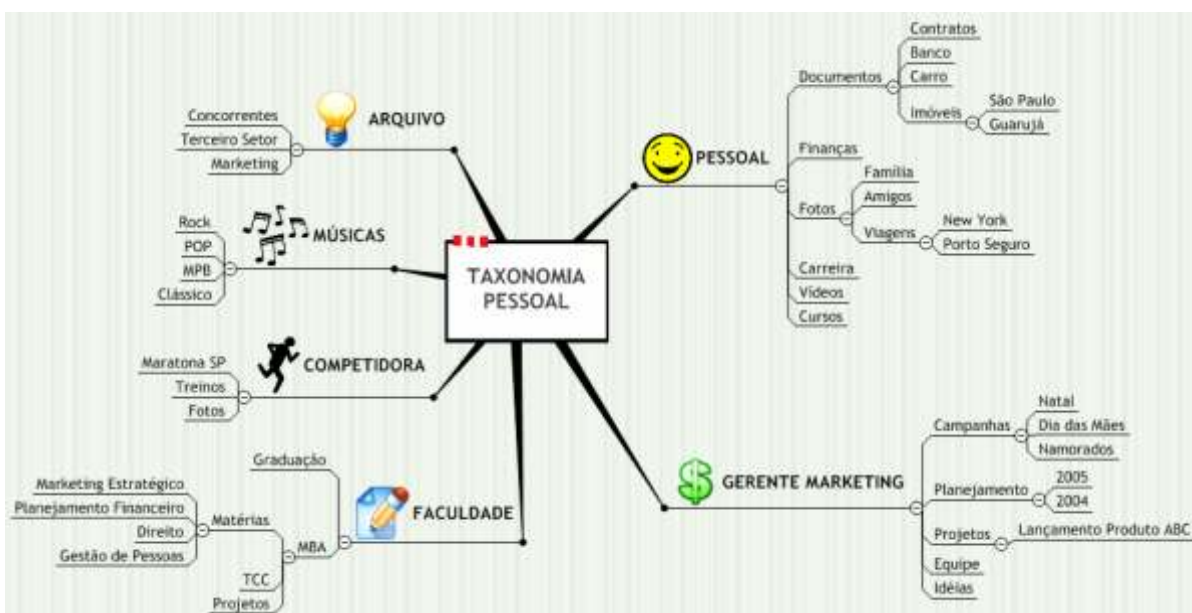 TAXONOMIA
PESSOAL
ARQUIVO
Concorrentes
Terceiro Setor
Marketing
MÚSICAS
Rock
POP
MPB
Clássico
COMPETIDORA
Maratona SP
Treinos
Fotos
FACULDADE
Graduação
MBA
Matérias
Marketing Estratégico
Planejamento Financeiro
Direito
Gestão de Pessoas
TCC
Projetos
PESSOAL
Documentos
Contratos
Banco
Carro
Imóveis
São Paulo
Guarujá
Finanças
Fotos
Família
Amigos
Viagens
New York
Porto Seguro
Carreira
Vídeos
Cursos
GERENTE MARKETING
Campanhas
Natal
Dia das Mães
Namorados
Planejamento
2005
2004
Projetos
Lançamento Produto ABC
Equipe
Idéias